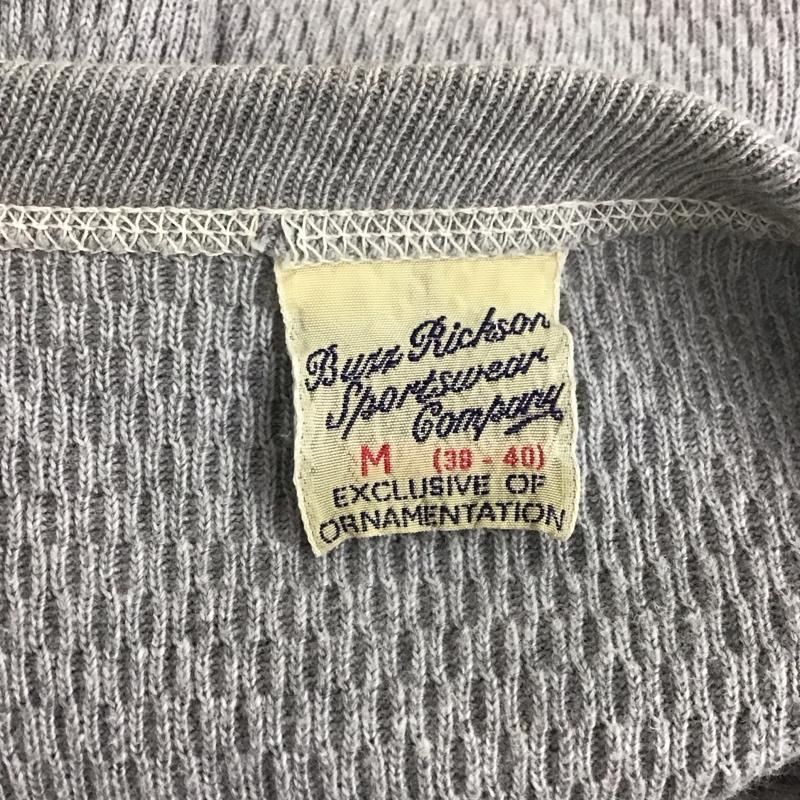 Buzz Rickson
Sportswear
Company
M (38 - 40)
EXCLUSIVE OF
ORNAMENTATION